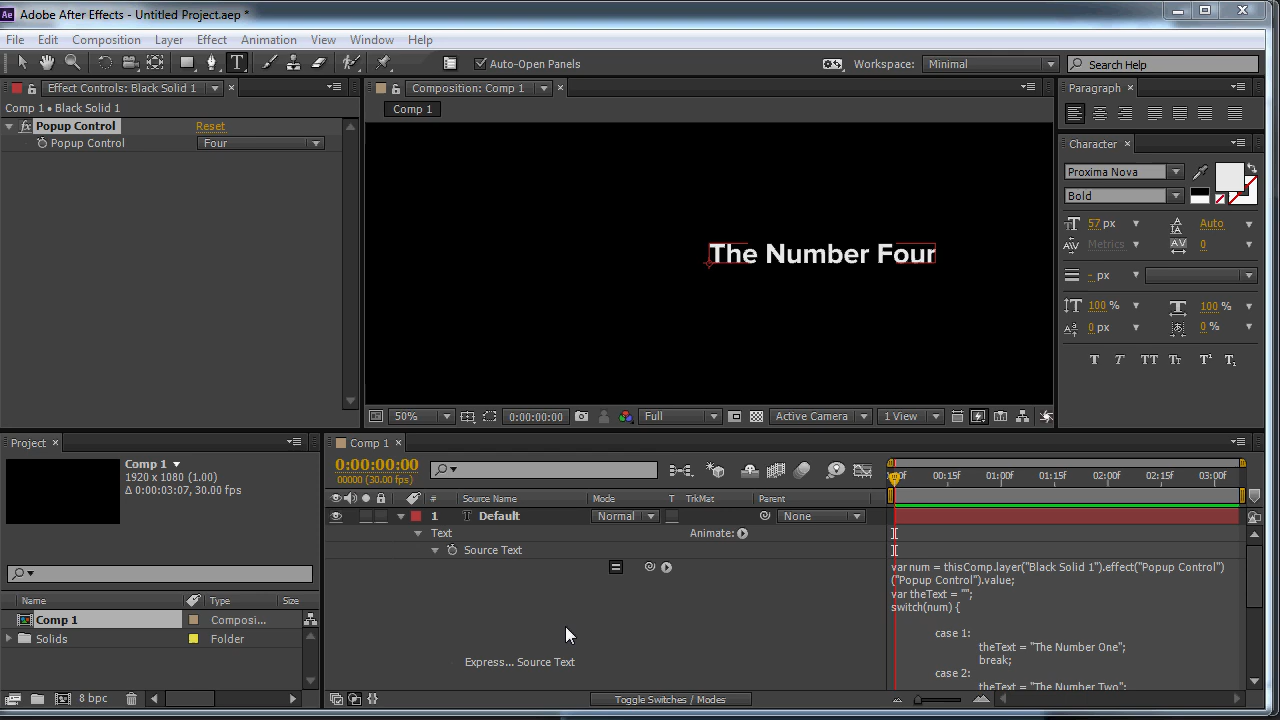 Ae Adobe After Effects - Untitled Project.aep *
File Edit Composition Layer Effect Animation View Window Help
T Auto-Open Panels Workspace: Minimal Search Help
Effect Controls: Black Solid 1
Comp 1 • Black Solid 1
fx Popup Control Reset
Popup Control Four
Composition: Comp 1
Comp 1
The Number Four
50% 0:00:00:00 Full Active Camera 1 View
Paragraph
Character
Proxima Nova
Bold
57 px Auto
Metrics 0
- px
100 % 100 %
0 px 0 %
T T TT Tt T¹ T₁
Project
Comp 1
1920 x 1080 (1.00)
Δ 0:00:03:07, 30.00 fps
Name Type Size
Comp 1 Composi...
Solids Folder
8 bpc
Comp 1
0:00:00:00
00000 (30.00 fps)
:00f 00:15f 01:00f 01:15f 02:00f 02:15f 03:00f
# Source Name Mode T TrkMat Parent
1 T Default Normal None
Text Animate:
Source Text
Express... Source Text
var num = thisComp.layer("Black Solid 1").effect("Popup Control")
("Popup Control").value;
var theText = "";
switch(num) {
case 1:
theText = "The Number One";
break;
case 2:
theText = "The Number Two";
Toggle Switches / Modes